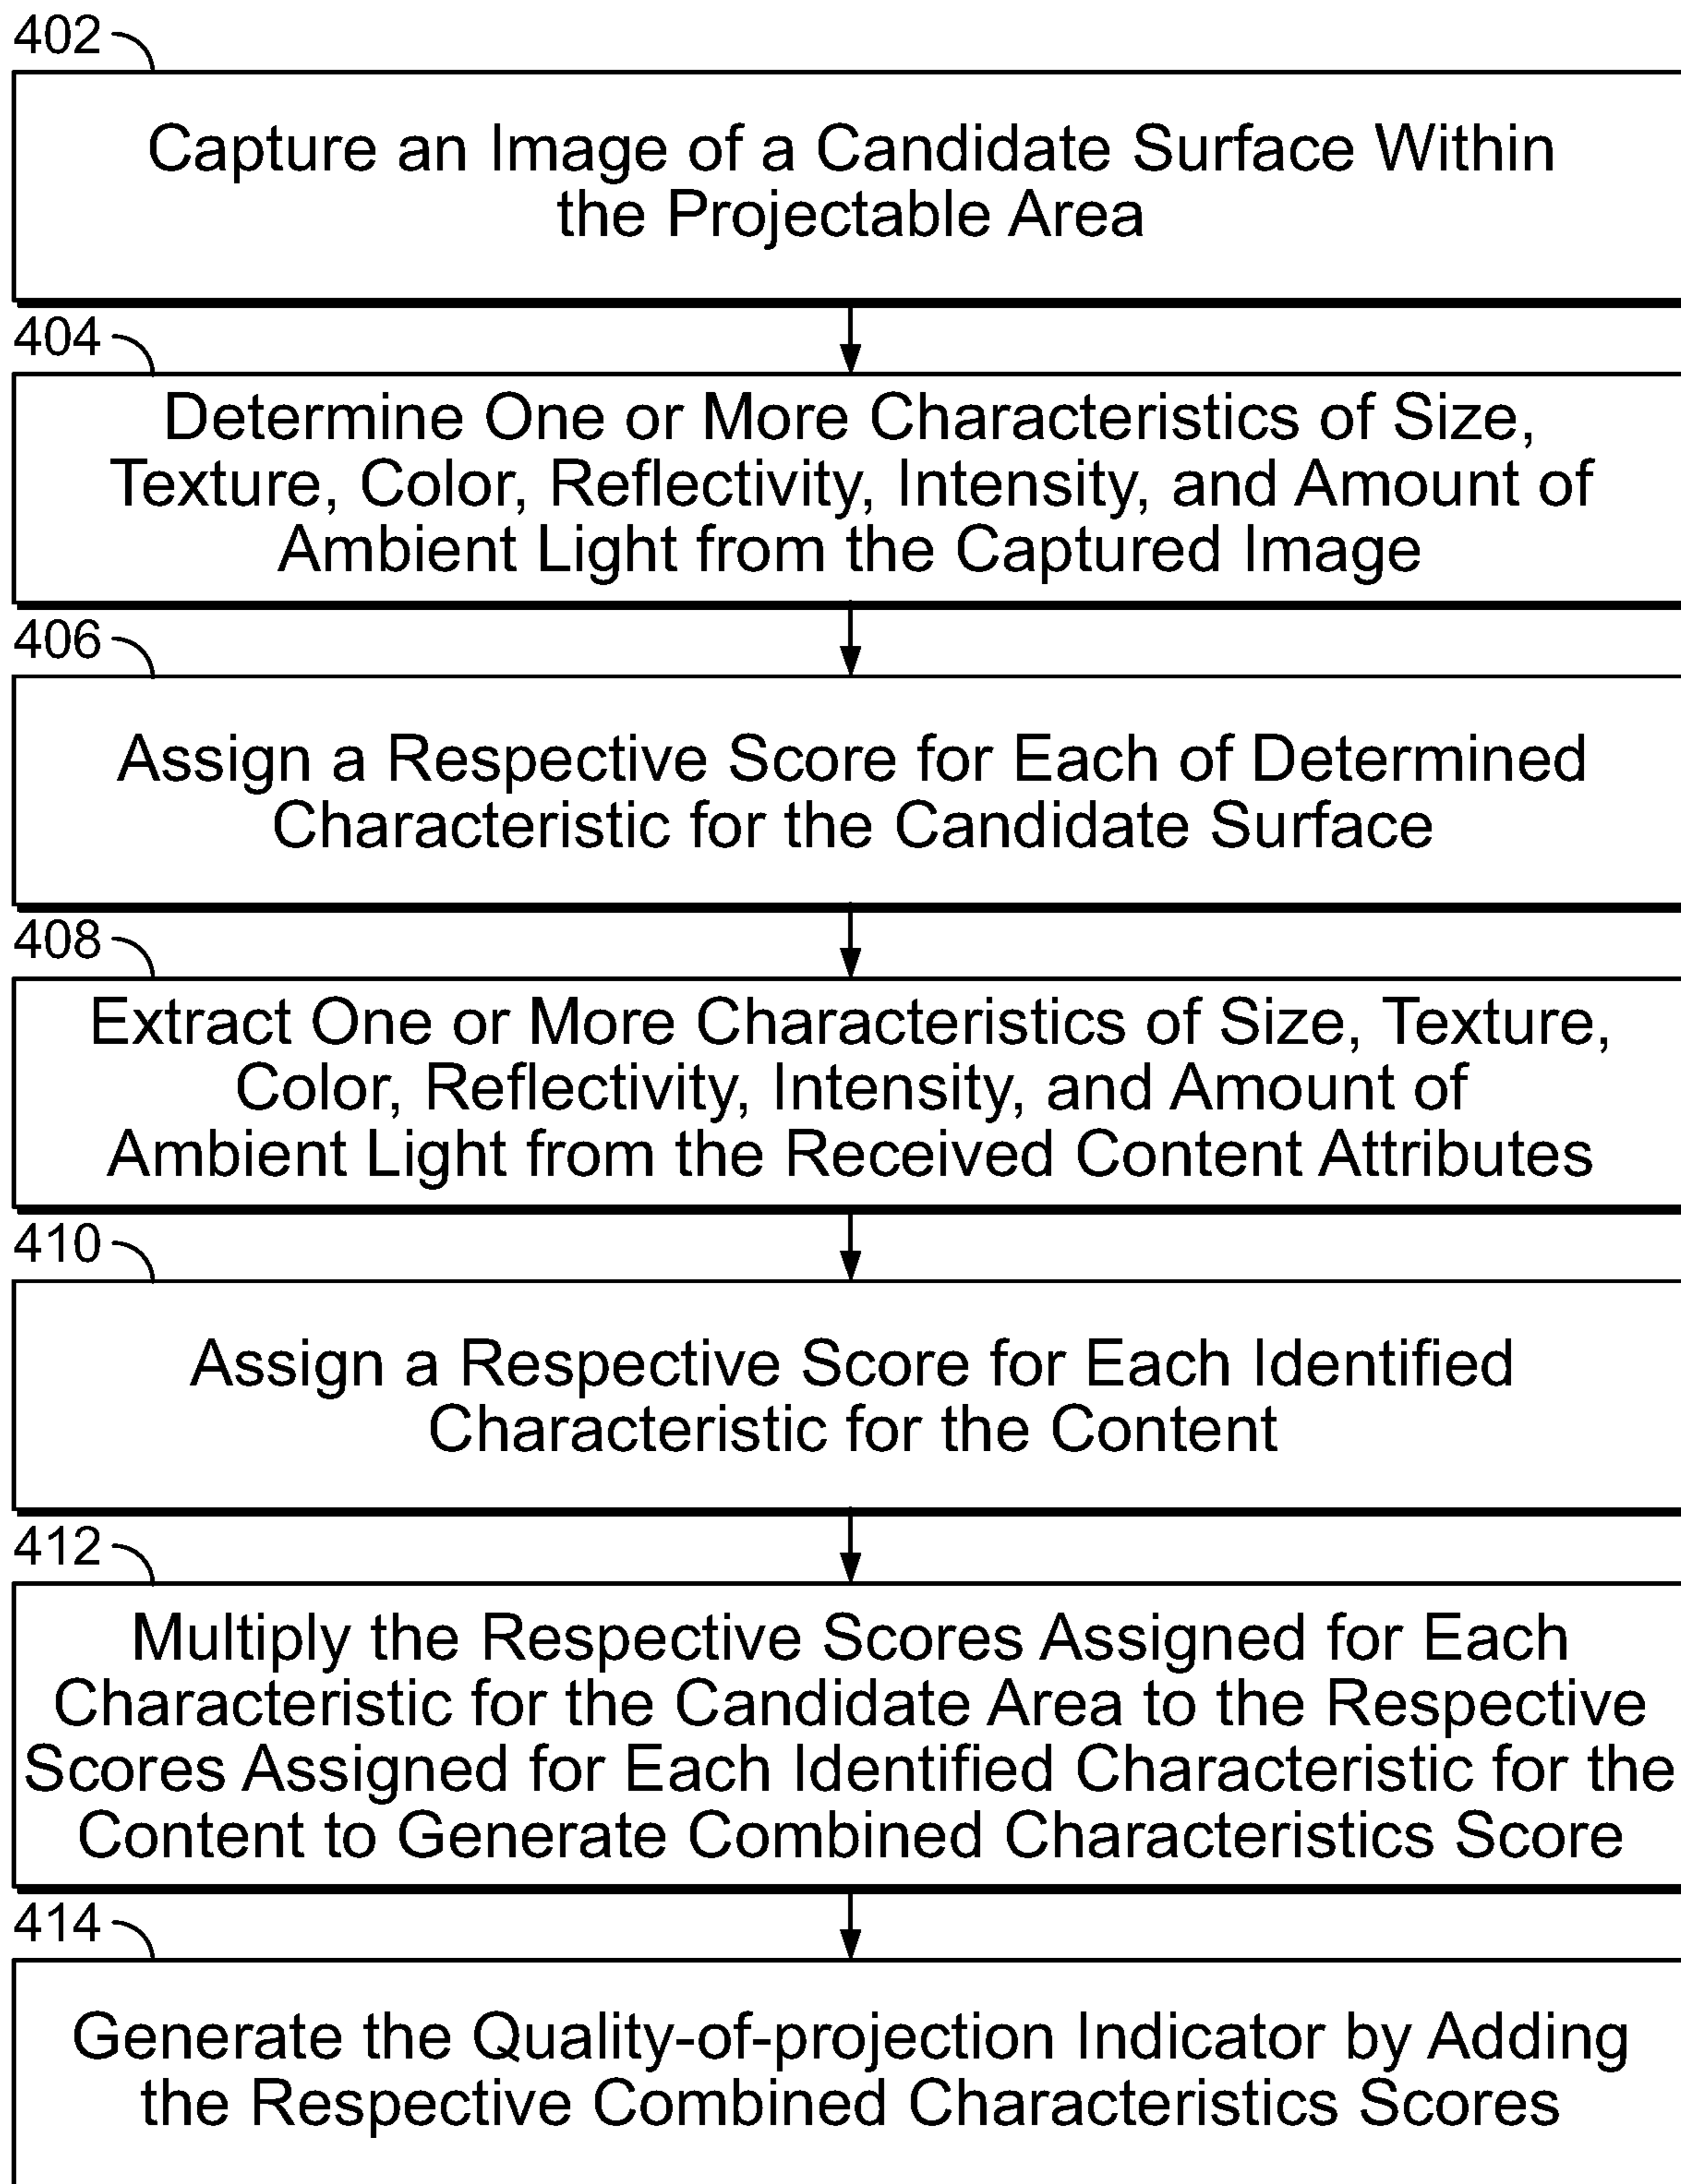 402
Capture an Image of a Candidate Surface Within
the Projectable Area
404
Determine One or More Characteristics of Size,
Texture, Color, Reflectivity, Intensity, and Amount of
Ambient Light from the Captured Image
406
Assign a Respective Score for Each of Determined
Characteristic for the Candidate Surface
408
Extract One or More Characteristics of Size, Texture,
Color, Reflectivity, Intensity, and Amount of
Ambient Light from the Received Content Attributes
410
Assign a Respective Score for Each Identified
Characteristic for the Content
412
Multiply the Respective Scores Assigned for Each
Characteristic for the Candidate Area to the Respective
Scores Assigned for Each Identified Characteristic for the
Content to Generate Combined Characteristics Score
414
Generate the Quality-of-projection Indicator by Adding
the Respective Combined Characteristics Scores